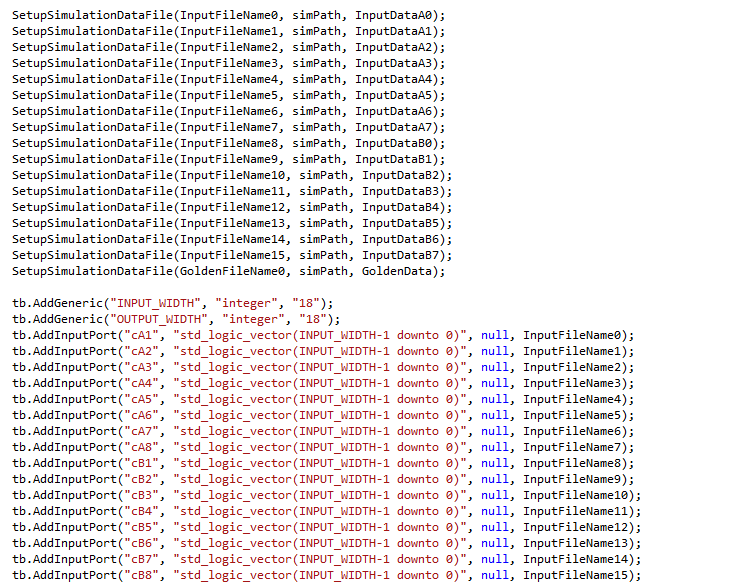 SetupSimulationDataFile(InputFileName0, simPath, InputDataA0);
SetupSimulationDataFile(InputFileName1, simPath, InputDataA1);
SetupSimulationDataFile(InputFileName2, simPath, InputDataA2);
SetupSimulationDataFile(InputFileName3, simPath, InputDataA3);
SetupSimulationDataFile(InputFileName4, simPath, InputDataA4);
SetupSimulationDataFile(InputFileName5, simPath, InputDataA5);
SetupSimulationDataFile(InputFileName6, simPath, InputDataA6);
SetupSimulationDataFile(InputFileName7, simPath, InputDataA7);
SetupSimulationDataFile(InputFileName8, simPath, InputDataB0);
SetupSimulationDataFile(InputFileName9, simPath, InputDataB1);
SetupSimulationDataFile(InputFileName10, simPath, InputDataB2);
SetupSimulationDataFile(InputFileName11, simPath, InputDataB3);
SetupSimulationDataFile(InputFileName12, simPath, InputDataB4);
SetupSimulationDataFile(InputFileName13, simPath, InputDataB5);
SetupSimulationDataFile(InputFileName14, simPath, InputDataB6);
SetupSimulationDataFile(InputFileName15, simPath, InputDataB7);
SetupSimulationDataFile(GoldenFileName0, simPath, GoldenData);

tb.AddGeneric("INPUT_WIDTH", "integer", "18");
tb.AddGeneric("OUTPUT_WIDTH", "integer", "18");
tb.AddInputPort("cA1", "std_logic_vector(INPUT_WIDTH-1 downto 0)", null, InputFileName0);
tb.AddInputPort("cA2", "std_logic_vector(INPUT_WIDTH-1 downto 0)", null, InputFileName1);
tb.AddInputPort("cA3", "std_logic_vector(INPUT_WIDTH-1 downto 0)", null, InputFileName2);
tb.AddInputPort("cA4", "std_logic_vector(INPUT_WIDTH-1 downto 0)", null, InputFileName3);
tb.AddInputPort("cA5", "std_logic_vector(INPUT_WIDTH-1 downto 0)", null, InputFileName4);
tb.AddInputPort("cA6", "std_logic_vector(INPUT_WIDTH-1 downto 0)", null, InputFileName5);
tb.AddInputPort("cA7", "std_logic_vector(INPUT_WIDTH-1 downto 0)", null, InputFileName6);
tb.AddInputPort("cA8", "std_logic_vector(INPUT_WIDTH-1 downto 0)", null, InputFileName7);
tb.AddInputPort("cB1", "std_logic_vector(INPUT_WIDTH-1 downto 0)", null, InputFileName8);
tb.AddInputPort("cB2", "std_logic_vector(INPUT_WIDTH-1 downto 0)", null, InputFileName9);
tb.AddInputPort("cB3", "std_logic_vector(INPUT_WIDTH-1 downto 0)", null, InputFileName10);
tb.AddInputPort("cB4", "std_logic_vector(INPUT_WIDTH-1 downto 0)", null, InputFileName11);
tb.AddInputPort("cB5", "std_logic_vector(INPUT_WIDTH-1 downto 0)", null, InputFileName12);
tb.AddInputPort("cB6", "std_logic_vector(INPUT_WIDTH-1 downto 0)", null, InputFileName13);
tb.AddInputPort("cB7", "std_logic_vector(INPUT_WIDTH-1 downto 0)", null, InputFileName14);
tb.AddInputPort("cB8", "std_logic_vector(INPUT_WIDTH-1 downto 0)", null, InputFileName15);